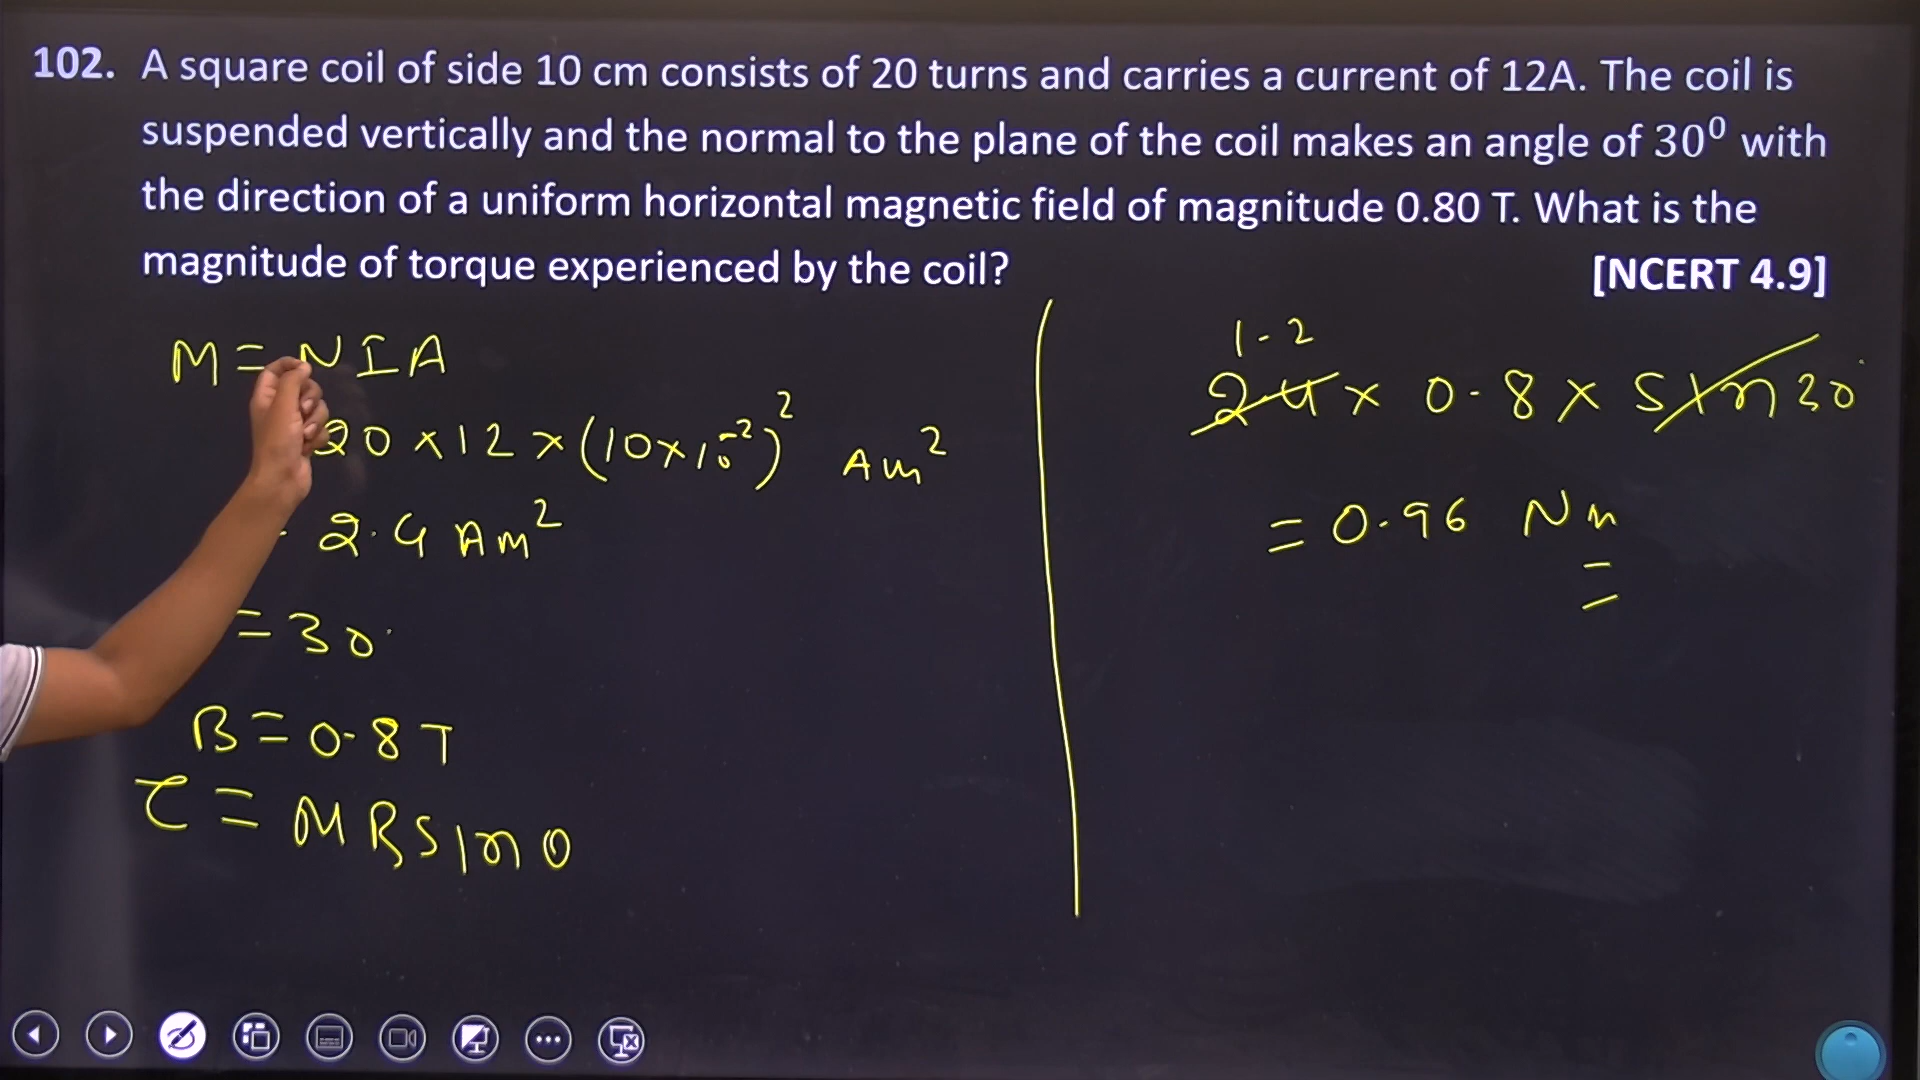 102. A square coil of side 10 cm consists of 20 turns and carries a current of 12A. The coil is
suspended vertically and the normal to the plane of the coil makes an angle of 30⁰ with
the direction of a uniform horizontal magnetic field of magnitude 0.80 T. What is the
magnitude of torque experienced by the coil? [NCERT 4.9]
M = NIA
20 × 12 × (10×10⁻²)² Am²
2.4 Am²
= 30
B = 0.8 T
τ = MB sin θ
1.2
2.4 × 0.8 × sin 30°
= 0.96 Nm